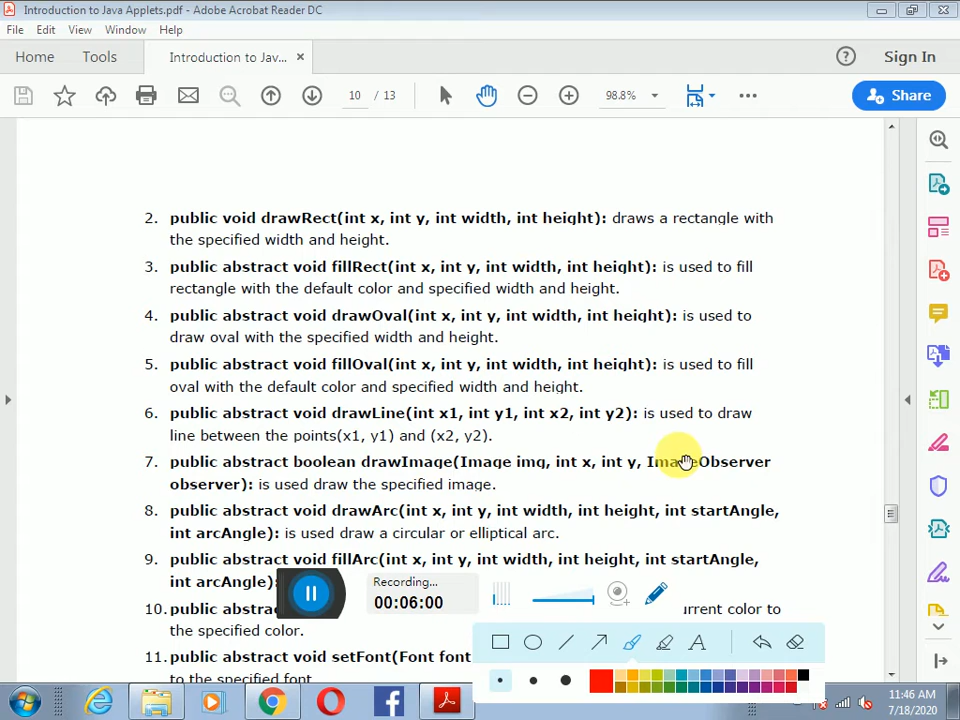 Introduction to Java Applets.pdf - Adobe Acrobat Reader DC
File Edit View Window Help
Home Tools Introduction to Jav... × Sign In
10 / 13 98.8% Share
2. public void drawRect(int x, int y, int width, int height): draws a rectangle with
the specified width and height.
3. public abstract void fillRect(int x, int y, int width, int height): is used to fill
rectangle with the default color and specified width and height.
4. public abstract void drawOval(int x, int y, int width, int height): is used to
draw oval with the specified width and height.
5. public abstract void fillOval(int x, int y, int width, int height): is used to fill
oval with the default color and specified width and height.
6. public abstract void drawLine(int x1, int y1, int x2, int y2): is used to draw
line between the points(x1, y1) and (x2, y2).
7. public abstract boolean drawImage(Image img, int x, int y, ImageObserver
observer): is used draw the specified image.
8. public abstract void drawArc(int x, int y, int width, int height, int startAngle,
int arcAngle): is used draw a circular or elliptical arc.
9. public abstract void fillArc(int x, int y, int width, int height, int startAngle,
int arcAngle):
Recording...
00:06:00
10. public abstrac urrent color to
the specified color.
11. public abstract void setFont(Font font
to the specified font
11:46 AM
7/18/2020